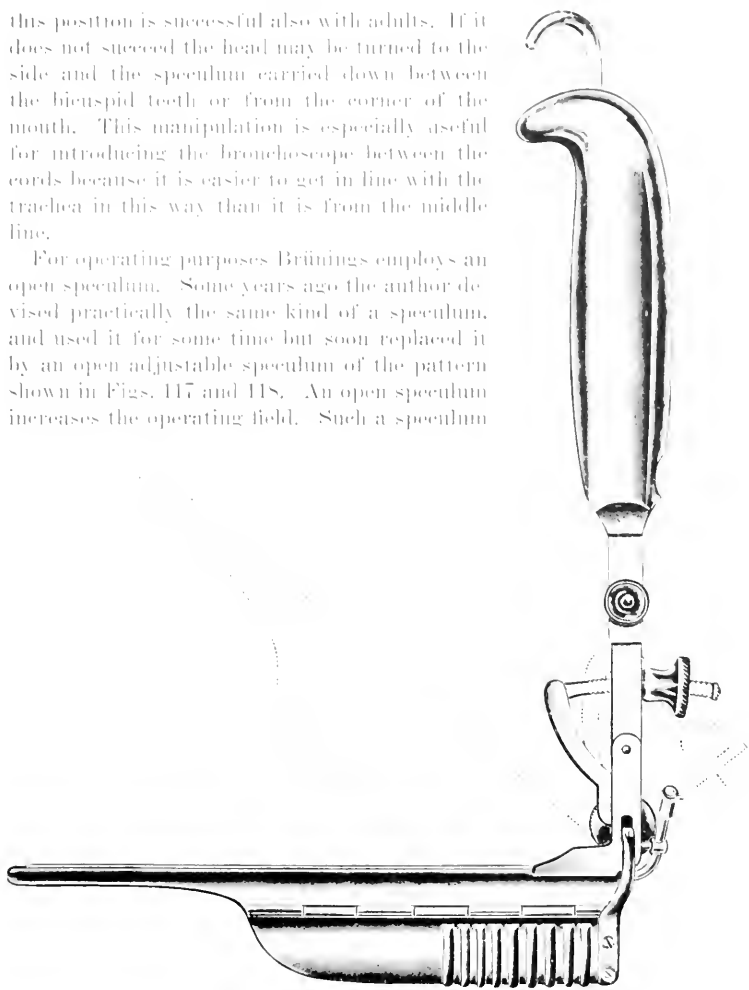 this position is successful also with adults. If it
does not succeed the head may be turned to the
side and the speculum carried down between
the bicuspid teeth or from the corner of the
mouth. This manipulation is especially useful
for introducing the bronchoscope between the
cords because it is easier to get in line with the
trachea in this way than it is from the middle
line.
For operating purposes Brünings employs an
open speculum. Some years ago the author de-
vised practically the same kind of a speculum,
and used it for some time but soon replaced it
by an open adjustable speculum of the pattern
shown in Figs. 117 and 118. An open speculum
increases the operating field. Such a speculum